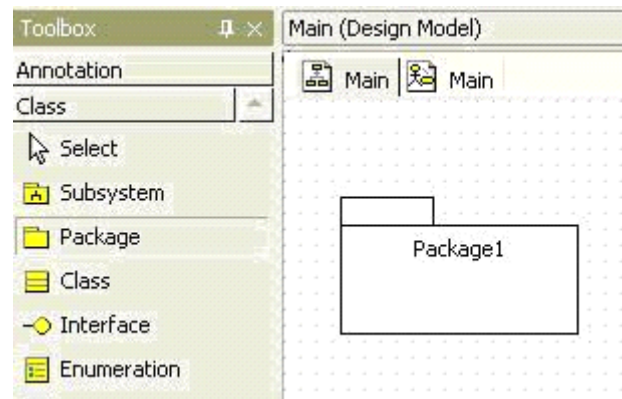 Toolbox
Annotation
Class
Select
Subsystem
Package
Class
Interface
Enumeration
Main (Design Model)
Main Main
Package1